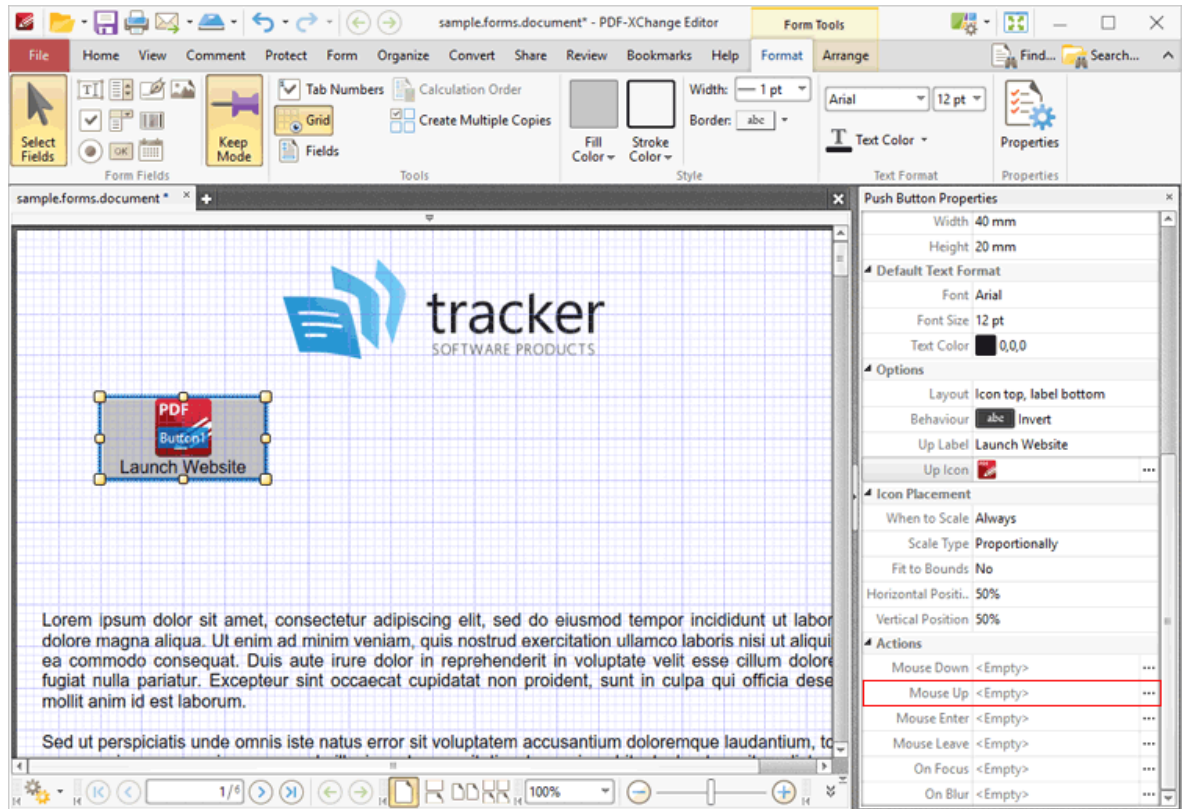 sample.forms.document* - PDF-XChange Editor
Form Tools
File Home View Comment Protect Form Organize Convert Share Review Bookmarks Help Format Arrange Find... Search...
Select Fields
OK
Keep Mode
Form Fields
Tab Numbers
Grid
Fields
Calculation Order
Create Multiple Copies
Tools
Fill Color
Stroke Color
Width: 1 pt
Border: abc
Style
Arial 12 pt
Text Color
Text Format
Properties
Properties
sample.forms.document *
tracker
SOFTWARE PRODUCTS
PDF
Button1
Launch Website
Lorem ipsum dolor sit amet, consectetur adipiscing elit, sed do eiusmod tempor incididunt ut labor
dolore magna aliqua. Ut enim ad minim veniam, quis nostrud exercitation ullamco laboris nisi ut aliqui
ea commodo consequat. Duis aute irure dolor in reprehenderit in voluptate velit esse cillum dolore
fugiat nulla pariatur. Excepteur sint occaecat cupidatat non proident, sunt in culpa qui officia dese
mollit anim id est laborum.
Sed ut perspiciatis unde omnis iste natus error sit voluptatem accusantium doloremque laudantium, to
1/6
100%
Push Button Properties
Width 40 mm
Height 20 mm
Default Text Format
Font Arial
Font Size 12 pt
Text Color 0,0,0
Options
Layout Icon top, label bottom
Behaviour abc Invert
Up Label Launch Website
Up Icon
Icon Placement
When to Scale Always
Scale Type Proportionally
Fit to Bounds No
Horizontal Positi.. 50%
Vertical Position 50%
Actions
Mouse Down <Empty>
Mouse Up <Empty>
Mouse Enter <Empty>
Mouse Leave <Empty>
On Focus <Empty>
On Blur <Empty>